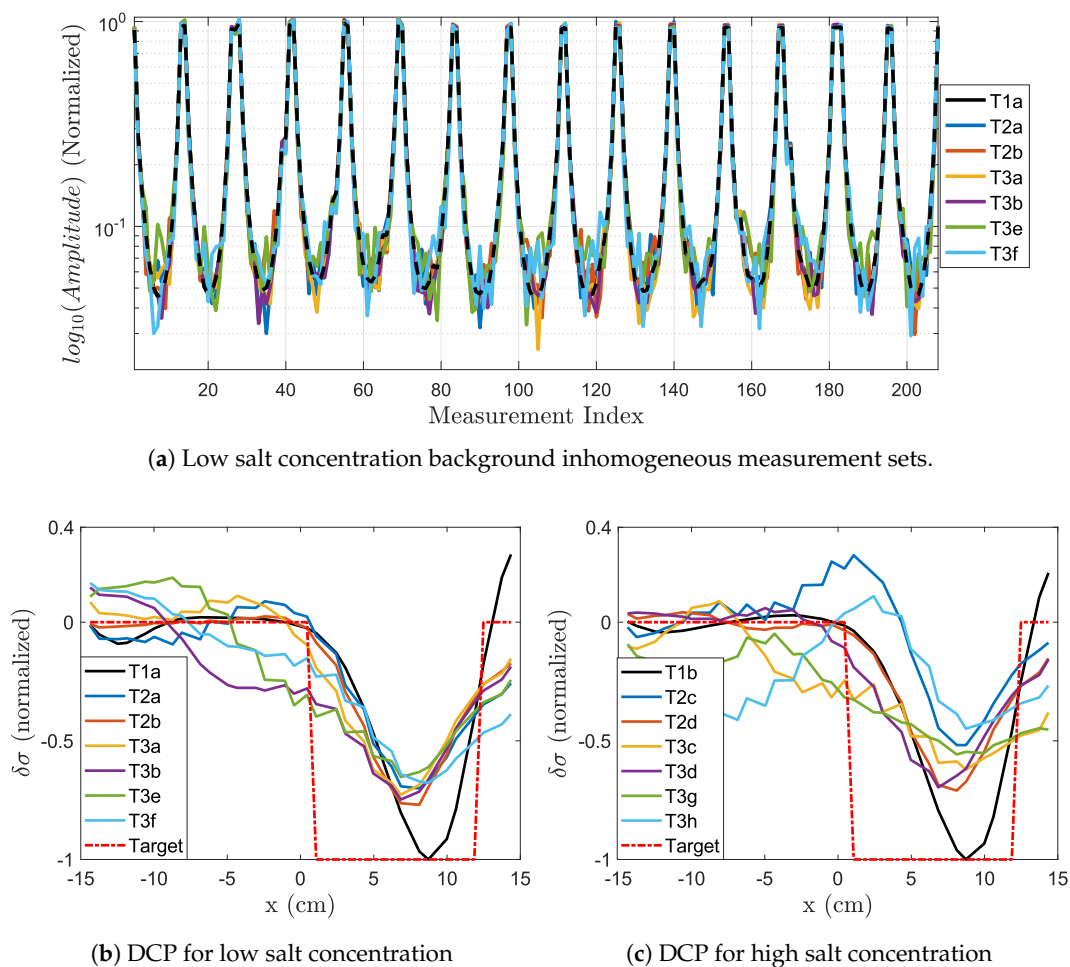 10^0
10^-1
log10(Amplitude) (Normalized)
20 40 60 80 100 120 140 160 180 200
Measurement Index
T1a
T2a
T2b
T3a
T3b
T3e
T3f
(a) Low salt concentration background inhomogeneous measurement sets.
0.4
0
-0.5
-1
δσ (normalized)
T1a
T2a
T2b
T3a
T3b
T3e
T3f
Target
-15 -10 -5 0 5 10 15
x (cm)
(b) DCP for low salt concentration
0.4
0
-0.5
-1
δσ (normalized)
T1b
T2c
T2d
T3c
T3d
T3g
T3h
Target
-15 -10 -5 0 5 10 15
x (cm)
(c) DCP for high salt concentration